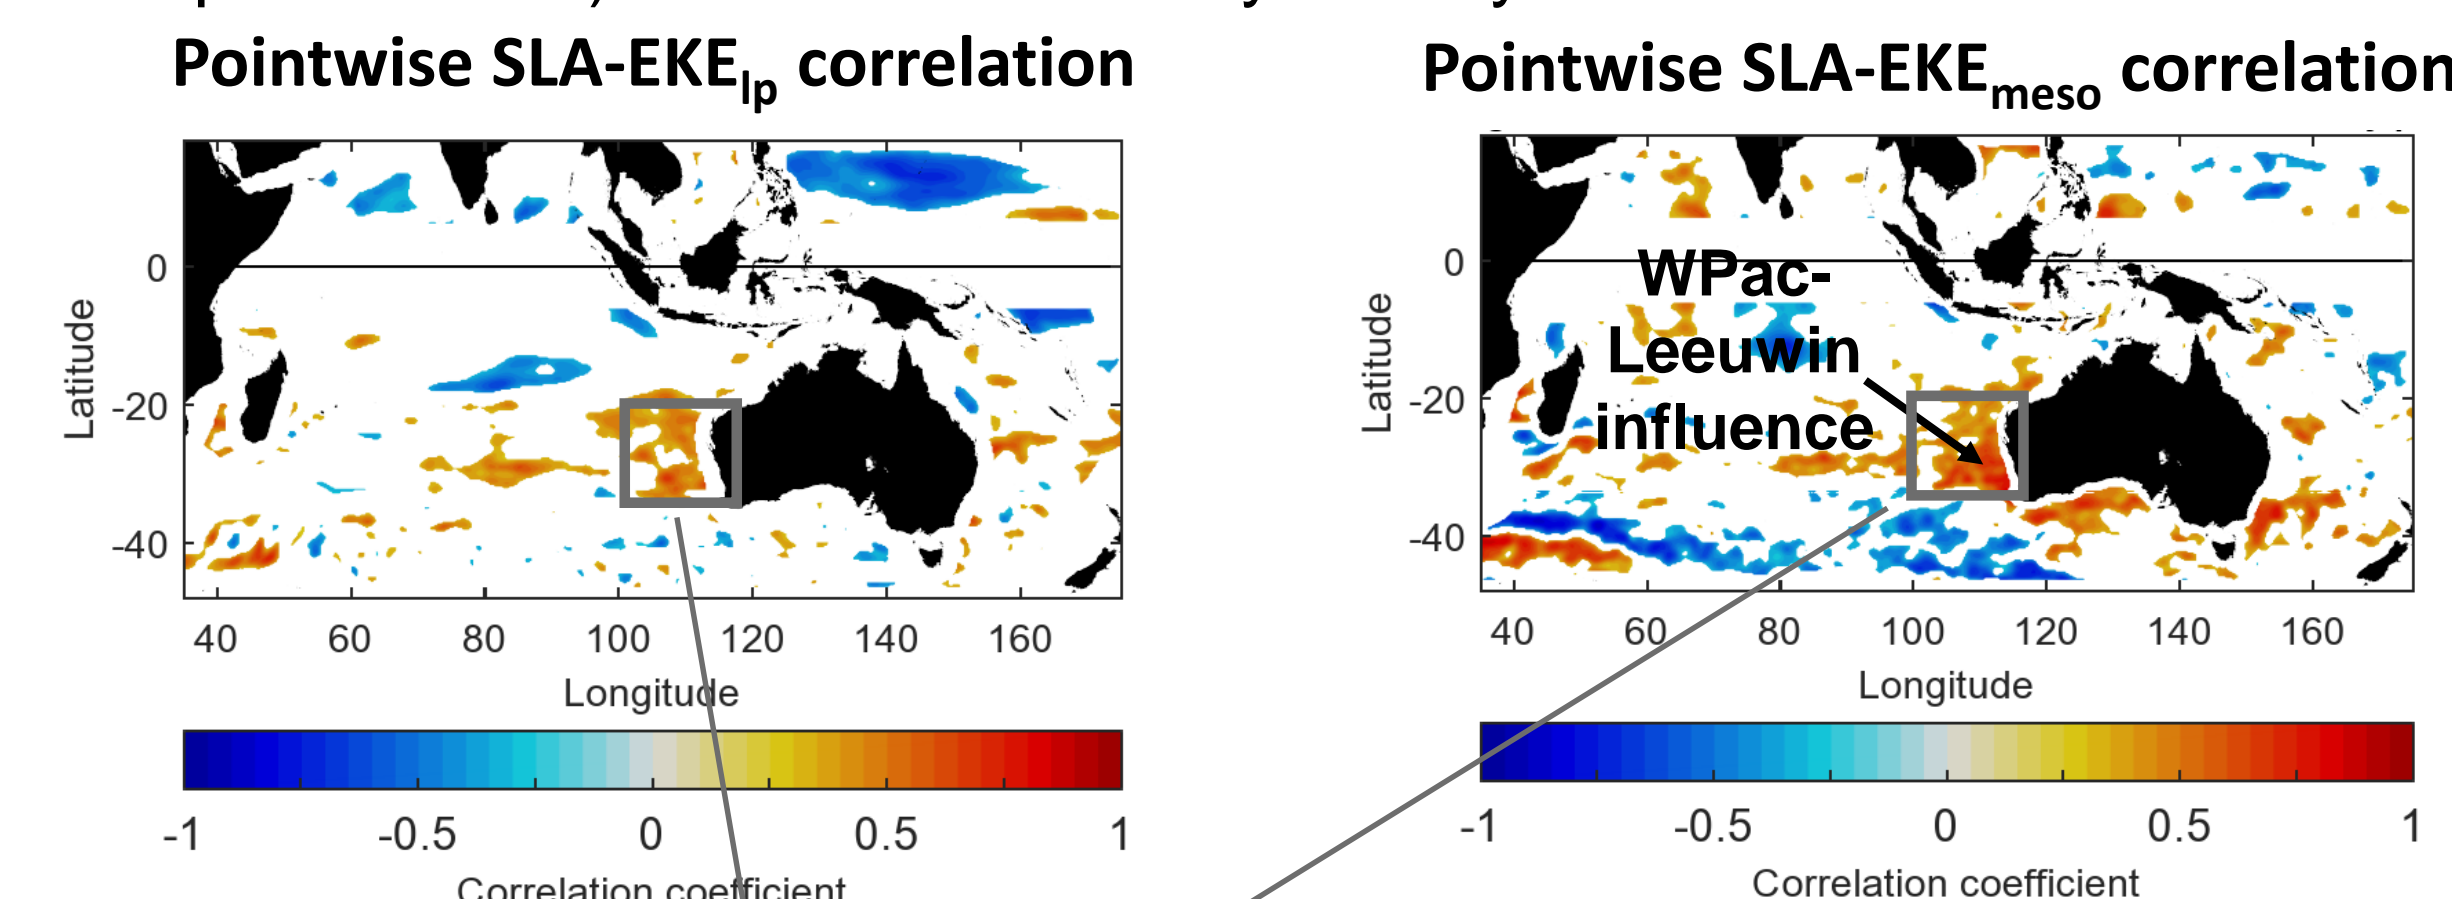 Pointwise SLA-EKElp correlation
Pointwise SLA-EKEmeso correlation
0
-20
-40
Latitude
40 60 80 100 120 140 160
Longitude
-1 -0.5 0 0.5 1
Correlation coefficient
WPac-
Leeuwin
influence
0
-20
-40
Latitude
40 60 80 100 120 140 160
Longitude
-1 -0.5 0 0.5 1
Correlation coefficient